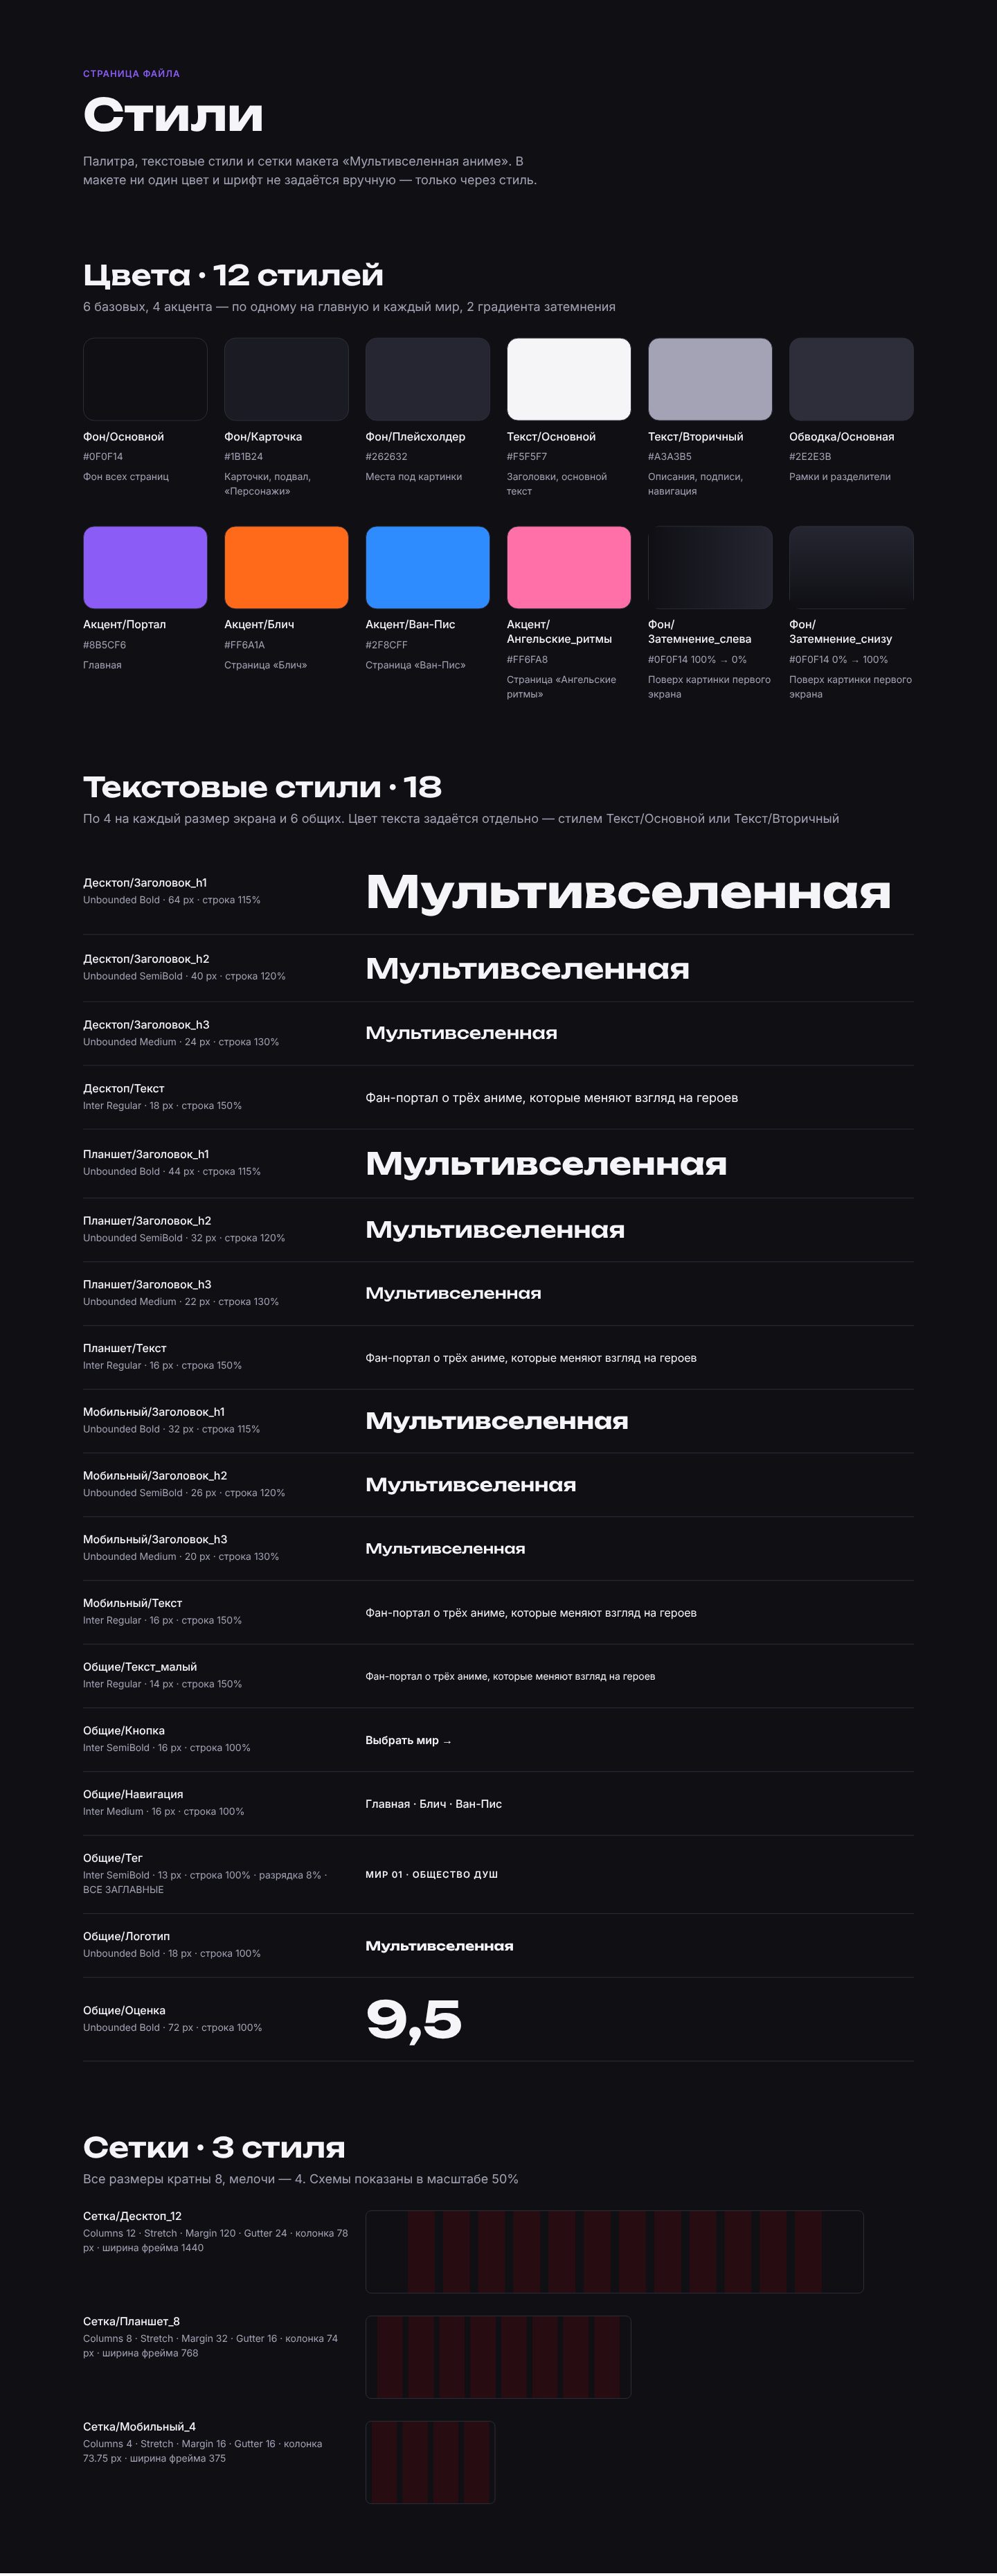 СТРАНИЦА ФАЙЛА
Стили
Палитра, текстовые стили и сетки макета «Мультивселенная аниме». В
макете ни один цвет и шрифт не задаётся вручную — только через стиль.
Цвета · 12 стилей
6 базовых, 4 акцента — по одному на главную и каждый мир, 2 градиента затемнения
Фон/Основной
#0F0F14
Фон всех страниц
Фон/Карточка
#1B1B24
Карточки, подвал,
«Персонажи»
Фон/Плейсхолдер
#262632
Места под картинки
Текст/Основной
#F5F5F7
Заголовки, основной
текст
Текст/Вторичный
#A3A3B5
Описания, подписи,
навигация
Обводка/Основная
#2E2E3B
Рамки и разделители
Акцент/Портал
#8B5CF6
Главная
Акцент/Блич
#FF6A1A
Страница «Блич»
Акцент/Ван-Пис
#2F8CFF
Страница «Ван-Пис»
Акцент/
Ангельские_ритмы
#FF6FA8
Страница «Ангельские
ритмы»
Фон/
Затемнение_слева
#0F0F14 100% → 0%
Поверх картинки первого
экрана
Фон/
Затемнение_снизу
#0F0F14 0% → 100%
Поверх картинки первого
экрана
Текстовые стили · 18
По 4 на каждый размер экрана и 6 общих. Цвет текста задаётся отдельно — стилем Текст/Основной или Текст/Вторичный
Десктоп/Заголовок_h1
Unbounded Bold · 64 px · строка 115%
Мультивселенная
Десктоп/Заголовок_h2
Unbounded SemiBold · 40 px · строка 120%
Мультивселенная
Десктоп/Заголовок_h3
Unbounded Medium · 24 px · строка 130%
Мультивселенная
Десктоп/Текст
Inter Regular · 18 px · строка 150%
Фан-портал о трёх аниме, которые меняют взгляд на героев
Планшет/Заголовок_h1
Unbounded Bold · 44 px · строка 115%
Мультивселенная
Планшет/Заголовок_h2
Unbounded SemiBold · 32 px · строка 120%
Мультивселенная
Планшет/Заголовок_h3
Unbounded Medium · 22 px · строка 130%
Мультивселенная
Планшет/Текст
Inter Regular · 16 px · строка 150%
Фан-портал о трёх аниме, которые меняют взгляд на героев
Мобильный/Заголовок_h1
Unbounded Bold · 32 px · строка 115%
Мультивселенная
Мобильный/Заголовок_h2
Unbounded SemiBold · 26 px · строка 120%
Мультивселенная
Мобильный/Заголовок_h3
Unbounded Medium · 20 px · строка 130%
Мультивселенная
Мобильный/Текст
Inter Regular · 16 px · строка 150%
Фан-портал о трёх аниме, которые меняют взгляд на героев
Общие/Текст_малый
Inter Regular · 14 px · строка 150%
Фан-портал о трёх аниме, которые меняют взгляд на героев
Общие/Кнопка
Inter SemiBold · 16 px · строка 100%
Выбрать мир →
Общие/Навигация
Inter Medium · 16 px · строка 100%
Главная · Блич · Ван-Пис
Общие/Тег
Inter SemiBold · 13 px · строка 100% · разрядка 8% ·
ВСЕ ЗАГЛАВНЫЕ
МИР 01 · ОБЩЕСТВО ДУШ
Общие/Логотип
Unbounded Bold · 18 px · строка 100%
Мультивселенная
Общие/Оценка
Unbounded Bold · 72 px · строка 100%
9,5
Сетки · 3 стиля
Все размеры кратны 8, мелочи — 4. Схемы показаны в масштабе 50%
Сетка/Десктоп_12
Columns 12 · Stretch · Margin 120 · Gutter 24 · колонка 78
px · ширина фрейма 1440
Сетка/Планшет_8
Columns 8 · Stretch · Margin 32 · Gutter 16 · колонка 74
px · ширина фрейма 768
Сетка/Мобильный_4
Columns 4 · Stretch · Margin 16 · Gutter 16 · колонка
73.75 px · ширина фрейма 375